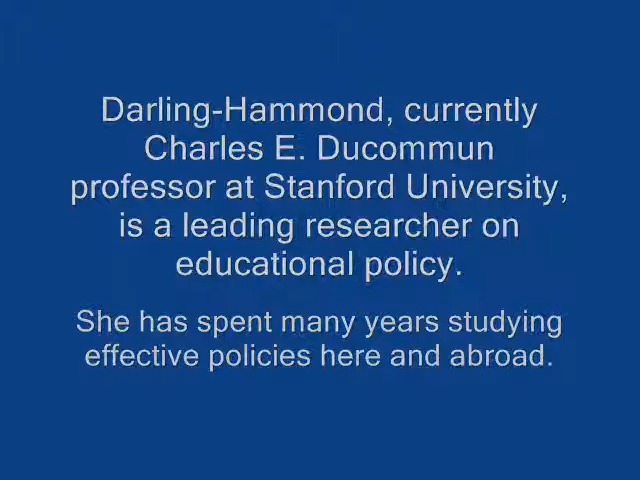 Darling-Hammond, currently
Charles E. Ducommun
professor at Stanford University,
is a leading researcher on
educational policy.
She has spent many years studying
effective policies here and abroad.